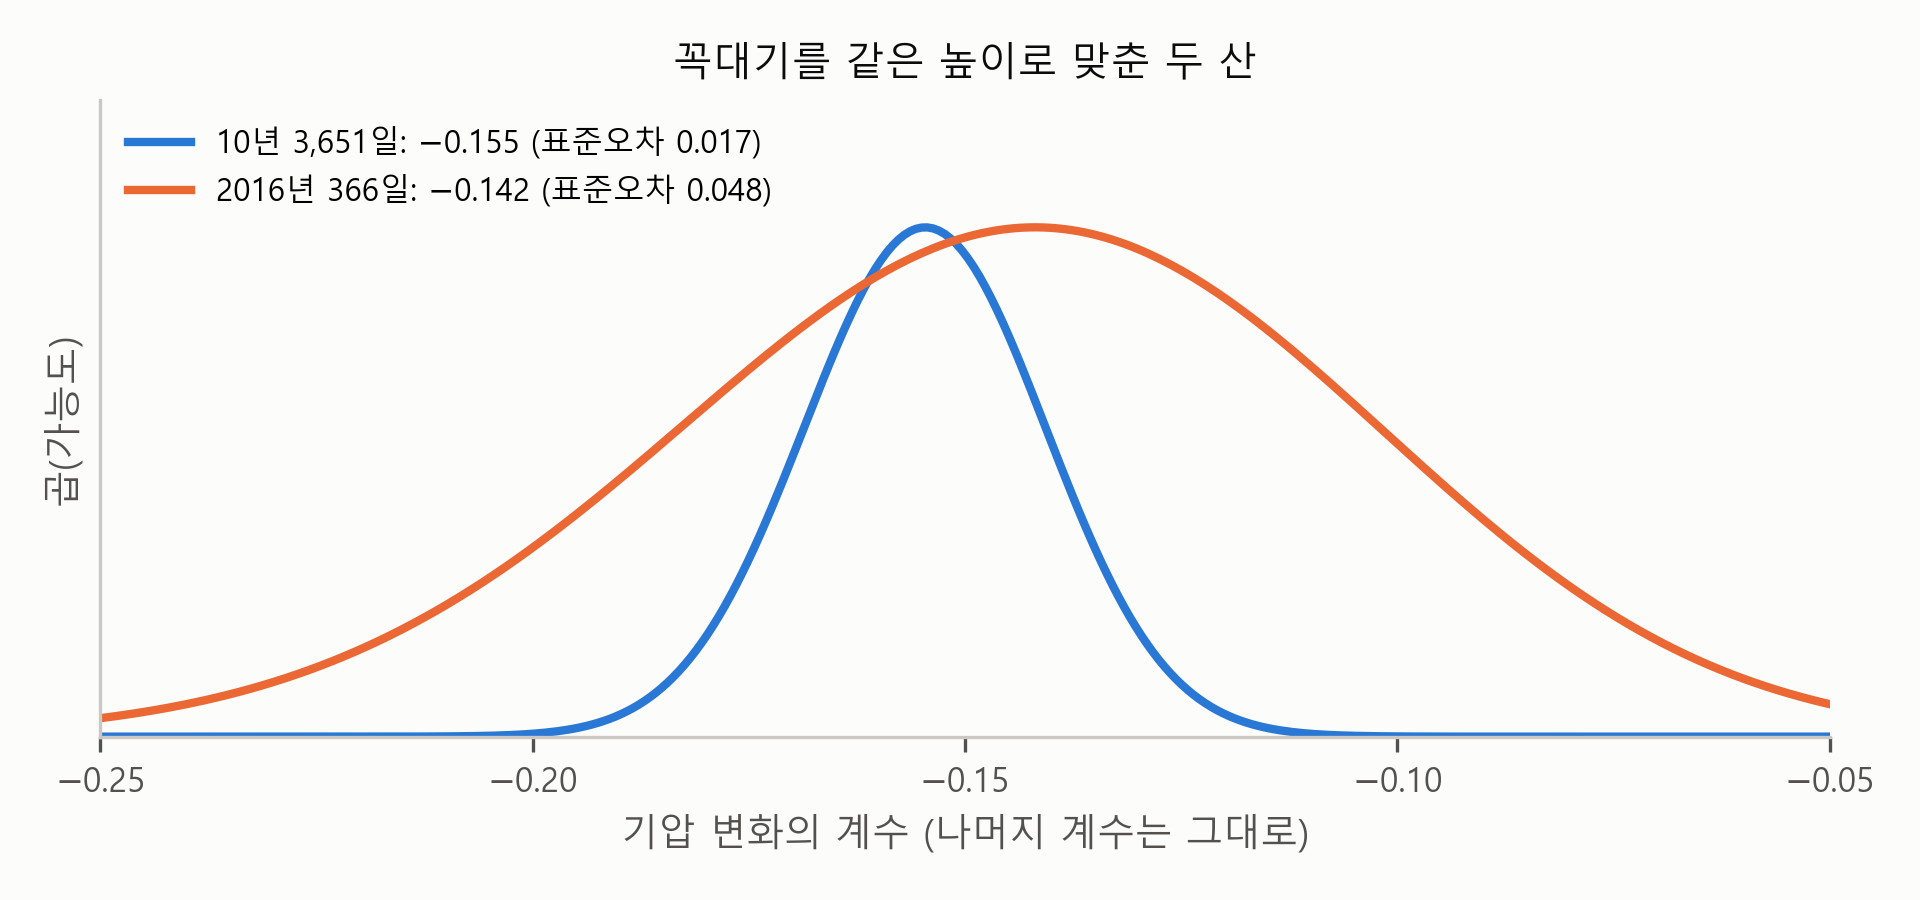 꼭대기를 같은 높이로 맞춘 두 산
10년 3,651일: −0.155 (표준오차 0.017)
2016년 366일: −0.142 (표준오차 0.048)
곱(가능도)
−0.25
−0.20
−0.15
−0.10
−0.05
기압 변화의 계수 (나머지 계수는 그대로)